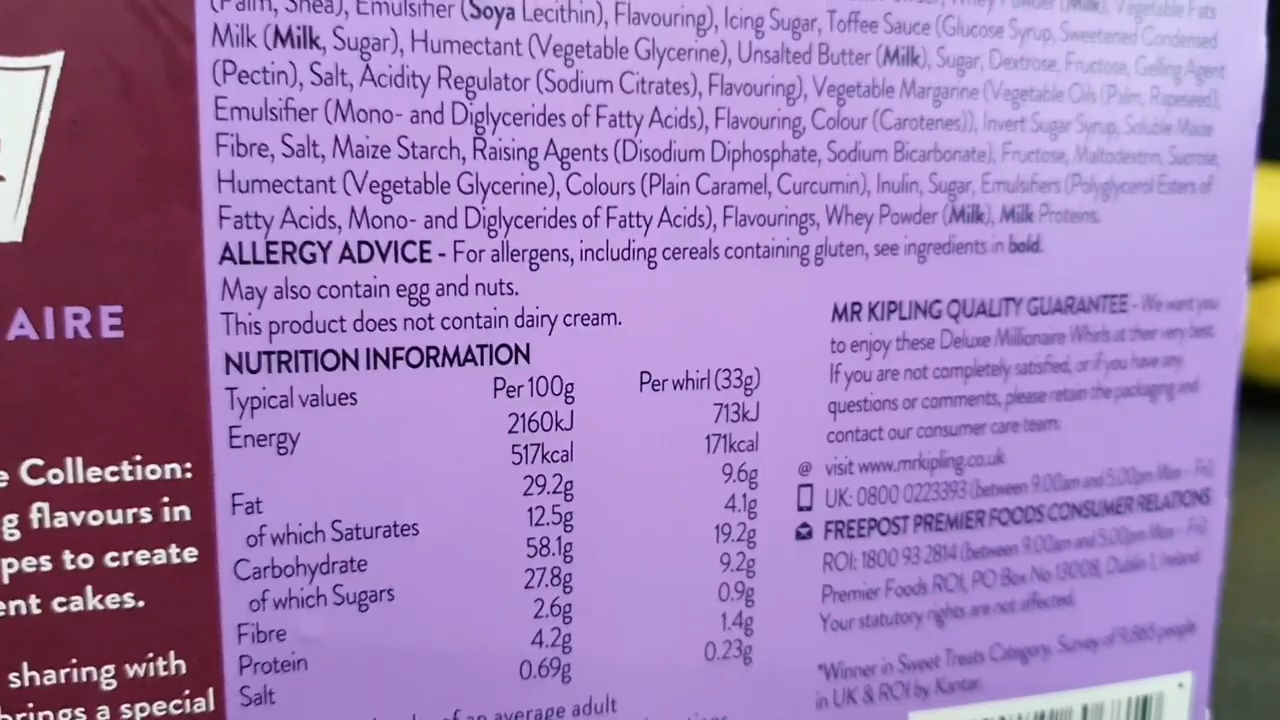 (Palm, Shea), Emulsifier (Soya Lecithin), Flavouring), Icing Sugar, Toffee Sauce (Glucose Syrup, Sweetened Condensed
Milk (Milk, Sugar), Humectant (Vegetable Glycerine), Unsalted Butter (Milk), Sugar, Dextrose, Fructose, Gelling Agent
(Pectin), Salt, Acidity Regulator (Sodium Citrates), Flavouring), Vegetable Margarine (Vegetable Oils (Palm, Rapeseed),
Emulsifier (Mono- and Diglycerides of Fatty Acids), Flavouring, Colour (Carotenes)), Invert Sugar Syrup, Soluble Maize
Fibre, Salt, Maize Starch, Raising Agents (Disodium Diphosphate, Sodium Bicarbonate), Fructose, Maltodextrin, Sucrose,
Humectant (Vegetable Glycerine), Colours (Plain Caramel, Curcumin), Inulin, Sugar, Emulsifiers (Polyglycerol Esters of
Fatty Acids, Mono- and Diglycerides of Fatty Acids), Flavourings, Whey Powder (Milk), Milk Proteins.
ALLERGY ADVICE - For allergens, including cereals containing gluten, see ingredients in bold.
May also contain egg and nuts.
This product does not contain dairy cream.
NUTRITION INFORMATION
Typical values Per 100g Per whirl (33g)
Energy 2160kJ 713kJ
517kcal 171kcal
Fat 29.2g 9.6g
of which Saturates 12.5g 4.1g
Carbohydrate 58.1g 19.2g
of which Sugars 27.8g 9.2g
Fibre 2.6g 0.9g
Protein 4.2g 1.4g
Salt 0.69g 0.23g
of an average adult
MR KIPLING QUALITY GUARANTEE - We want you
to enjoy these Deluxe Millionaire Whirls at their very best.
If you are not completely satisfied, or if you have any
questions or comments, please retain the packaging and
contact our consumer care team.
@ visit www.mrkipling.co.uk
UK: 0800 0223393 (between 9.00am and 5.00pm Mon - Fri)
FREEPOST PREMIER FOODS CONSUMER RELATIONS
ROI: 1800 93 2814 (between 9.00am and 5.00pm Mon - Fri)
Premier Foods ROI, PO Box No 13008, Dublin 1, Ireland
Your statutory rights are not affected.
*Winner in Sweet Treats Category. Survey of 9,865 people
in UK & ROI by Kantar.
AIRE
e Collection:
g flavours in
pes to create
ent cakes.
sharing with
brings a special